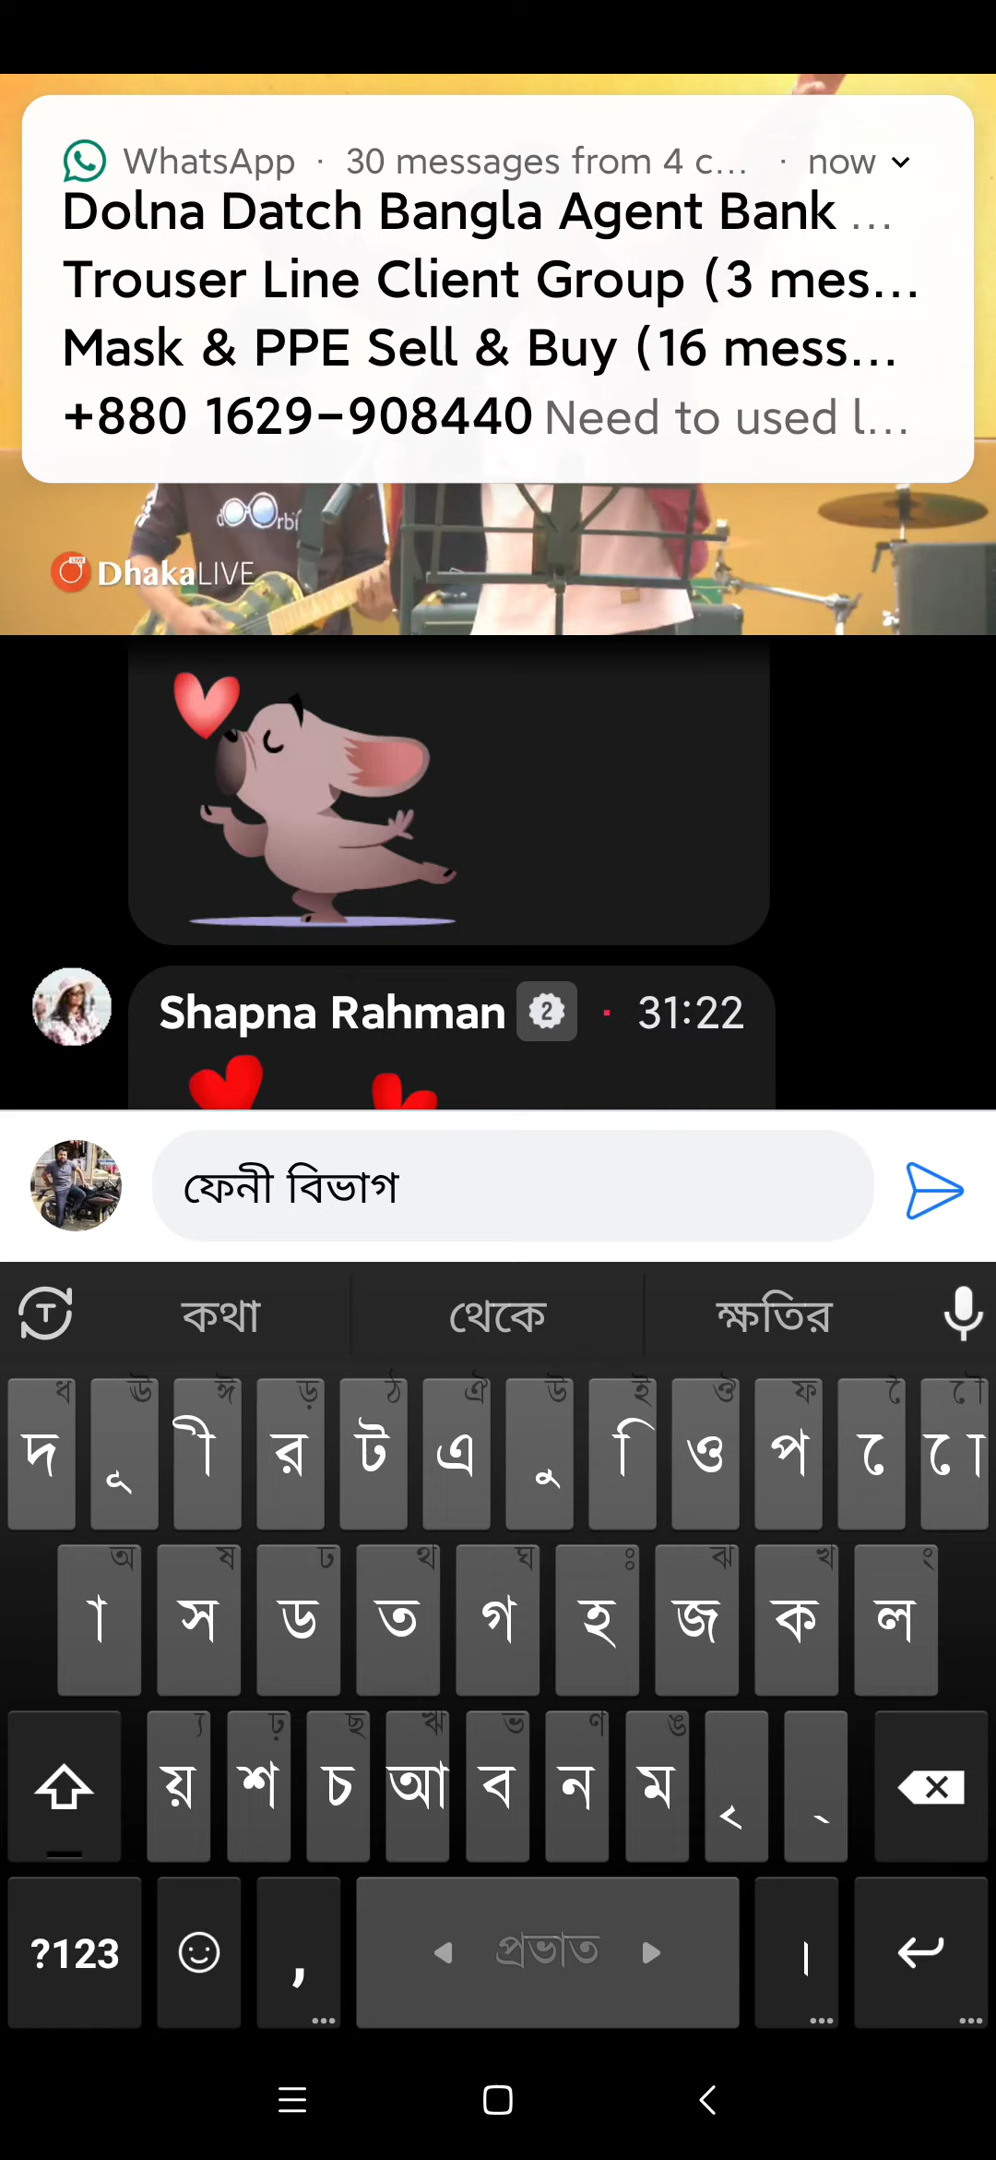 WhatsApp · 30 messages from 4 c... · now
Dolna Datch Bangla Agent Bank ...
Trouser Line Client Group (3 mes...
Mask & PPE Sell & Buy (16 mess...
+880 1629-908440 Need to used l...
LIVE
DhakaLIVE
Shapna Rahman 2 · 31:22
ফেনী বিভাগ
T কথা থেকে ক্ষতির
ধ ঊ ঈ ড় ঠ ঐ উ ই ঔ ফ ৈ ৌ
দ ূ ী র ট এ ু ি ও প ে ো
অ ষ ঢ থ ঘ ঃ ঝ খ ং
া স ড ত গ হ জ ক ল
্য ঢ় ছ ঋ ভ ণ ঙ
য় শ চ আ ব ন ম ৃ ্
?123 , প্রভাত ।